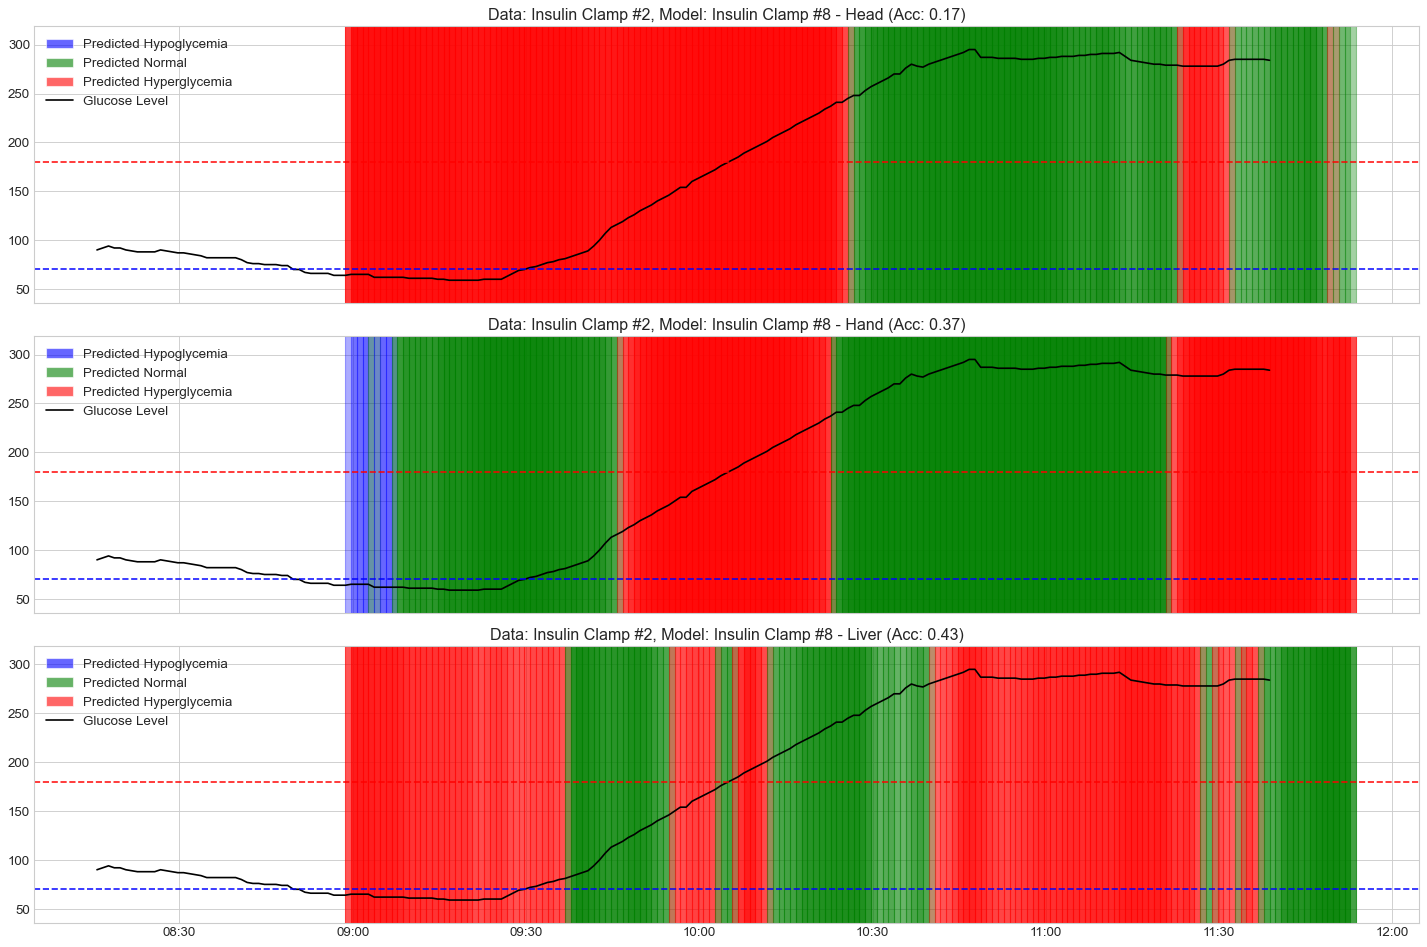 Data: Insulin Clamp #2, Model: Insulin Clamp #8 - Head (Acc: 0.17)
300
250
200
150
100
50
Predicted Hypoglycemia
Predicted Normal
Predicted Hyperglycemia
Glucose Level
Data: Insulin Clamp #2, Model: Insulin Clamp #8 - Hand (Acc: 0.37)
300
250
200
150
100
50
Predicted Hypoglycemia
Predicted Normal
Predicted Hyperglycemia
Glucose Level
Data: Insulin Clamp #2, Model: Insulin Clamp #8 - Liver (Acc: 0.43)
300
250
200
150
100
50
Predicted Hypoglycemia
Predicted Normal
Predicted Hyperglycemia
Glucose Level
08:30 09:00 09:30 10:00 10:30 11:00 11:30 12:00